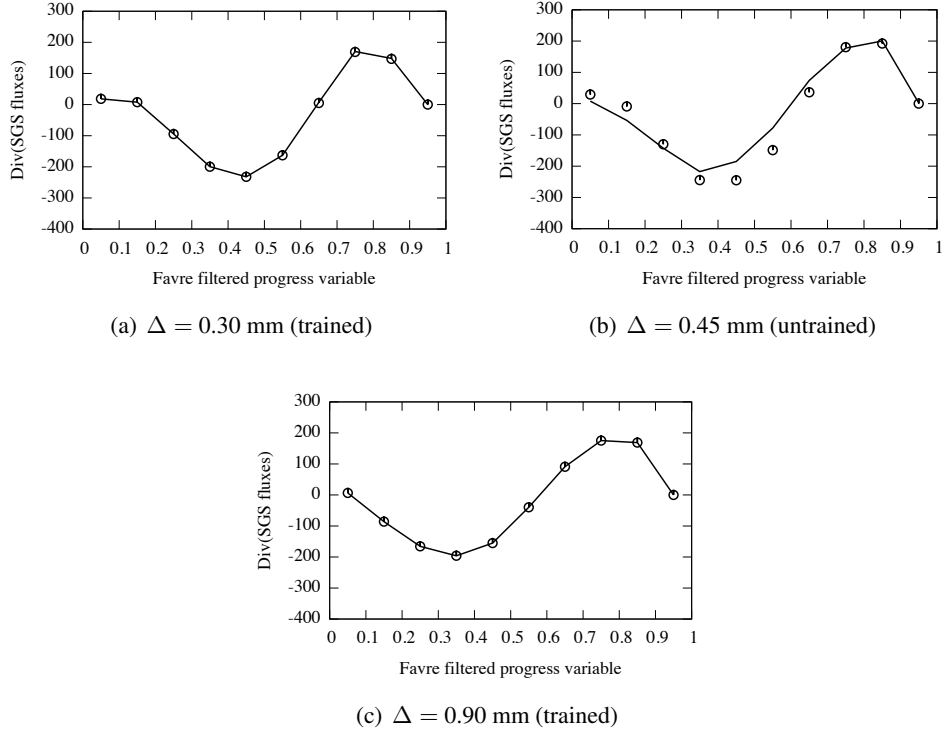 300
200
100
0
-100
-200
-300
-400
Div(SGS fluxes)
0 0.1 0.2 0.3 0.4 0.5 0.6 0.7 0.8 0.9 1
Favre filtered progress variable
(a) Δ = 0.30 mm (trained)
300
200
100
0
-100
-200
-300
-400
Div(SGS fluxes)
0 0.1 0.2 0.3 0.4 0.5 0.6 0.7 0.8 0.9 1
Favre filtered progress variable
(b) Δ = 0.45 mm (untrained)
300
200
100
0
-100
-200
-300
-400
Div(SGS fluxes)
0 0.1 0.2 0.3 0.4 0.5 0.6 0.7 0.8 0.9 1
Favre filtered progress variable
(c) Δ = 0.90 mm (trained)